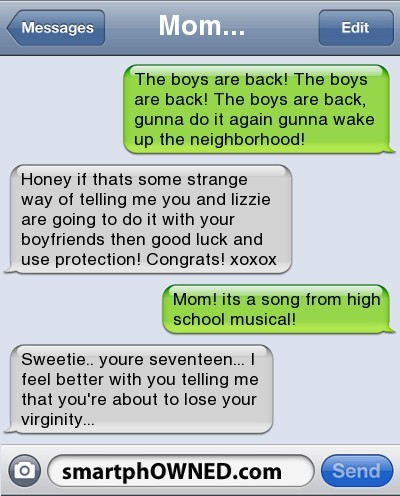 Messages
Mom...
Edit
The boys are back! The boys
are back! The boys are back,
gunna do it again gunna wake
up the neighborhood!
Honey if thats some strange
way of telling me you and lizzie
are going to do it with your
boyfriends then good luck and
use protection! Congrats! xoxox
Mom! its a song from high
school musical!
Sweetie.. youre seventeen... I
feel better with you telling me
that you're about to lose your
virginity...
smartphOWNED.com
Send